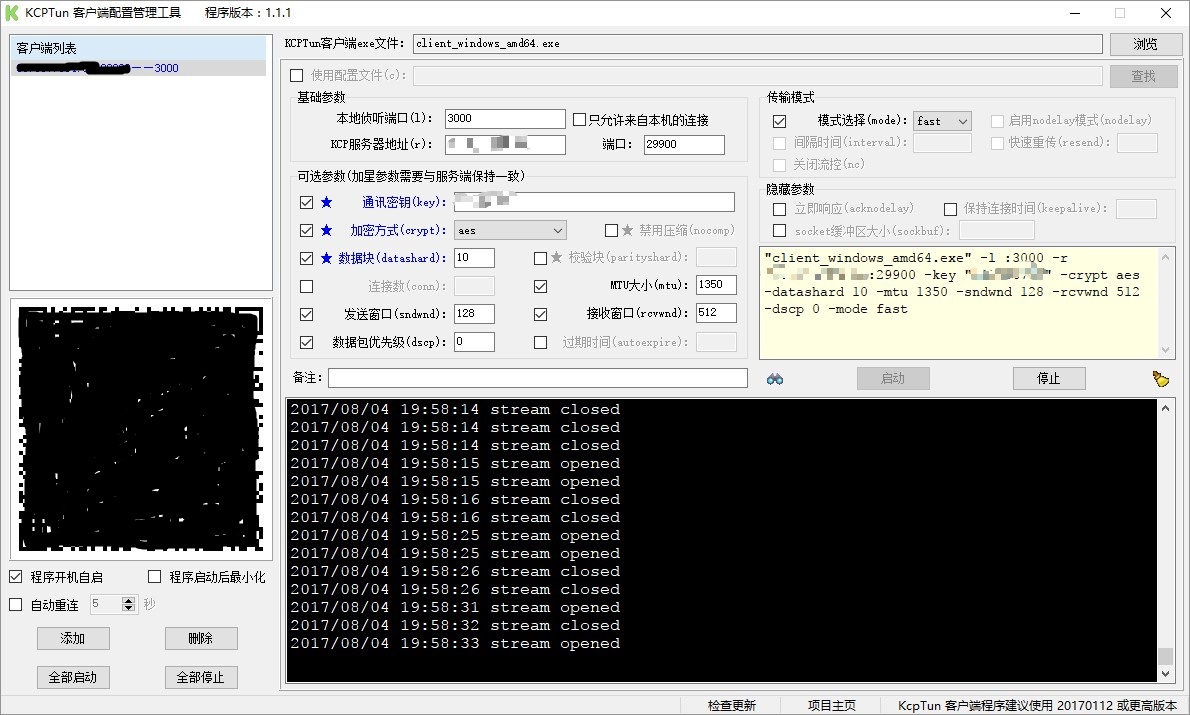 KCPTun 客户端配置管理工具 程序版本：1.1.1
客户端列表
——3000
KCPTun客户端exe文件： client_windows_amd64.exe 浏览
使用配置文件(c)： 查找
基础参数
本地侦听端口(l)： 3000 只允许来自本机的连接
KCP服务器地址(r)： 端口： 29900
可选参数(加星参数需要与服务端保持一致)
★ 通讯密钥(key)：
★ 加密方式(crypt)： aes ★ 禁用压缩(nocomp)
★ 数据块(datashard)： 10 ★ 校验块(parityshard)：
连接数(conn)： MTU大小(mtu)： 1350
发送窗口(sndwnd)： 128 接收窗口(rcvwnd)： 512
数据包优先级(dscp)： 0 过期时间(autoexpire)：
备注：
传输模式
模式选择(mode)： fast 启用nodelay模式(nodelay)
间隔时间(interval)： 快速重传(resend)：
关闭流控(nc)
隐藏参数
立即响应(acknodelay) 保持连接时间(keepalive)：
socket缓冲区大小(sockbuf)：
"client_windows_amd64.exe" -l :3000 -r
:29900 -key " " -crypt aes
-datashard 10 -mtu 1350 -sndwnd 128 -rcvwnd 512
-dscp 0 -mode fast
启动 停止
2017/08/04 19:58:14 stream closed
2017/08/04 19:58:14 stream closed
2017/08/04 19:58:14 stream closed
2017/08/04 19:58:15 stream opened
2017/08/04 19:58:15 stream opened
2017/08/04 19:58:16 stream closed
2017/08/04 19:58:16 stream closed
2017/08/04 19:58:25 stream opened
2017/08/04 19:58:25 stream opened
2017/08/04 19:58:26 stream closed
2017/08/04 19:58:26 stream closed
2017/08/04 19:58:31 stream opened
2017/08/04 19:58:32 stream closed
2017/08/04 19:58:33 stream opened
程序开机自启 程序启动后最小化
自动重连 5 秒
添加 删除
全部启动 全部停止
检查更新 项目主页 KcpTun 客户端程序建议使用 20170112 或更高版本